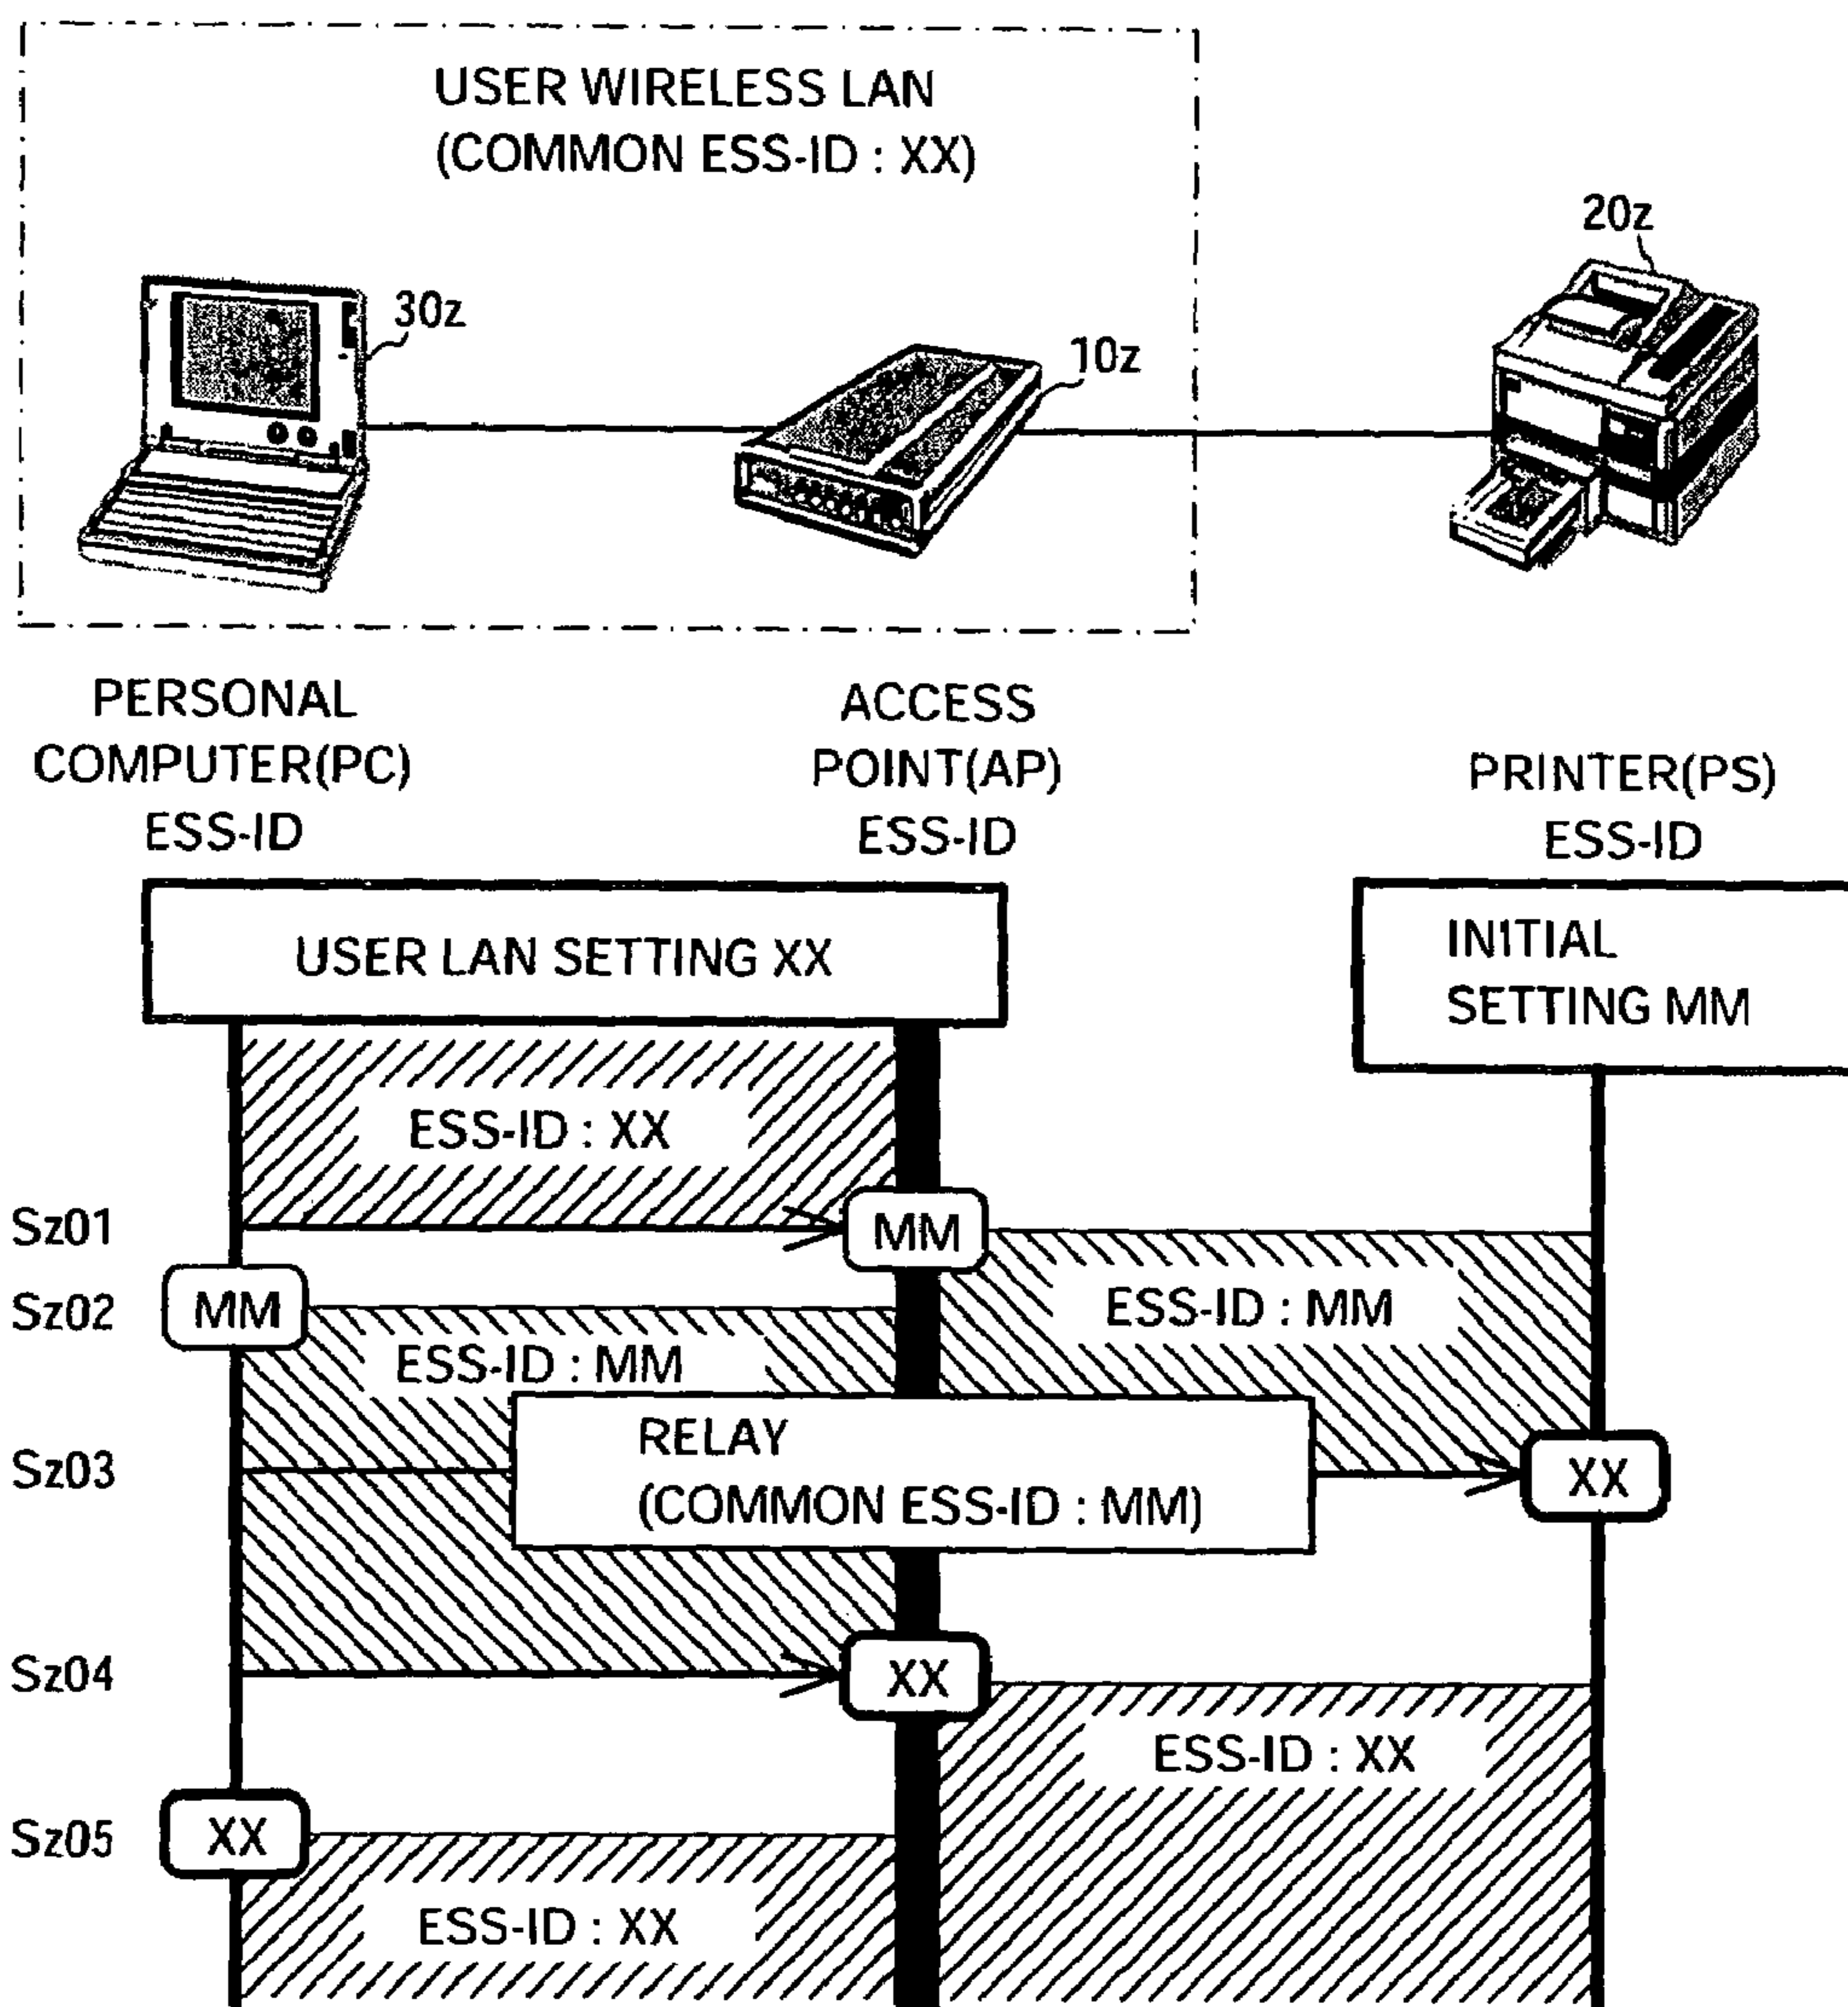 USER WIRELESS LAN
(COMMON ESS-ID : XX)
20z
30z
10z
PERSONAL
COMPUTER(PC)
ESS-ID
ACCESS
POINT(AP)
ESS-ID
PRINTER(PS)
ESS-ID
USER LAN SETTING XX
INITIAL
SETTING MM
ESS-ID : XX
Sz01
MM
Sz02
MM
ESS-ID : MM
ESS-ID : MM
RELAY
(COMMON ESS-ID : MM)
Sz03
XX
Sz04
XX
ESS-ID : XX
Sz05
XX
ESS-ID : XX